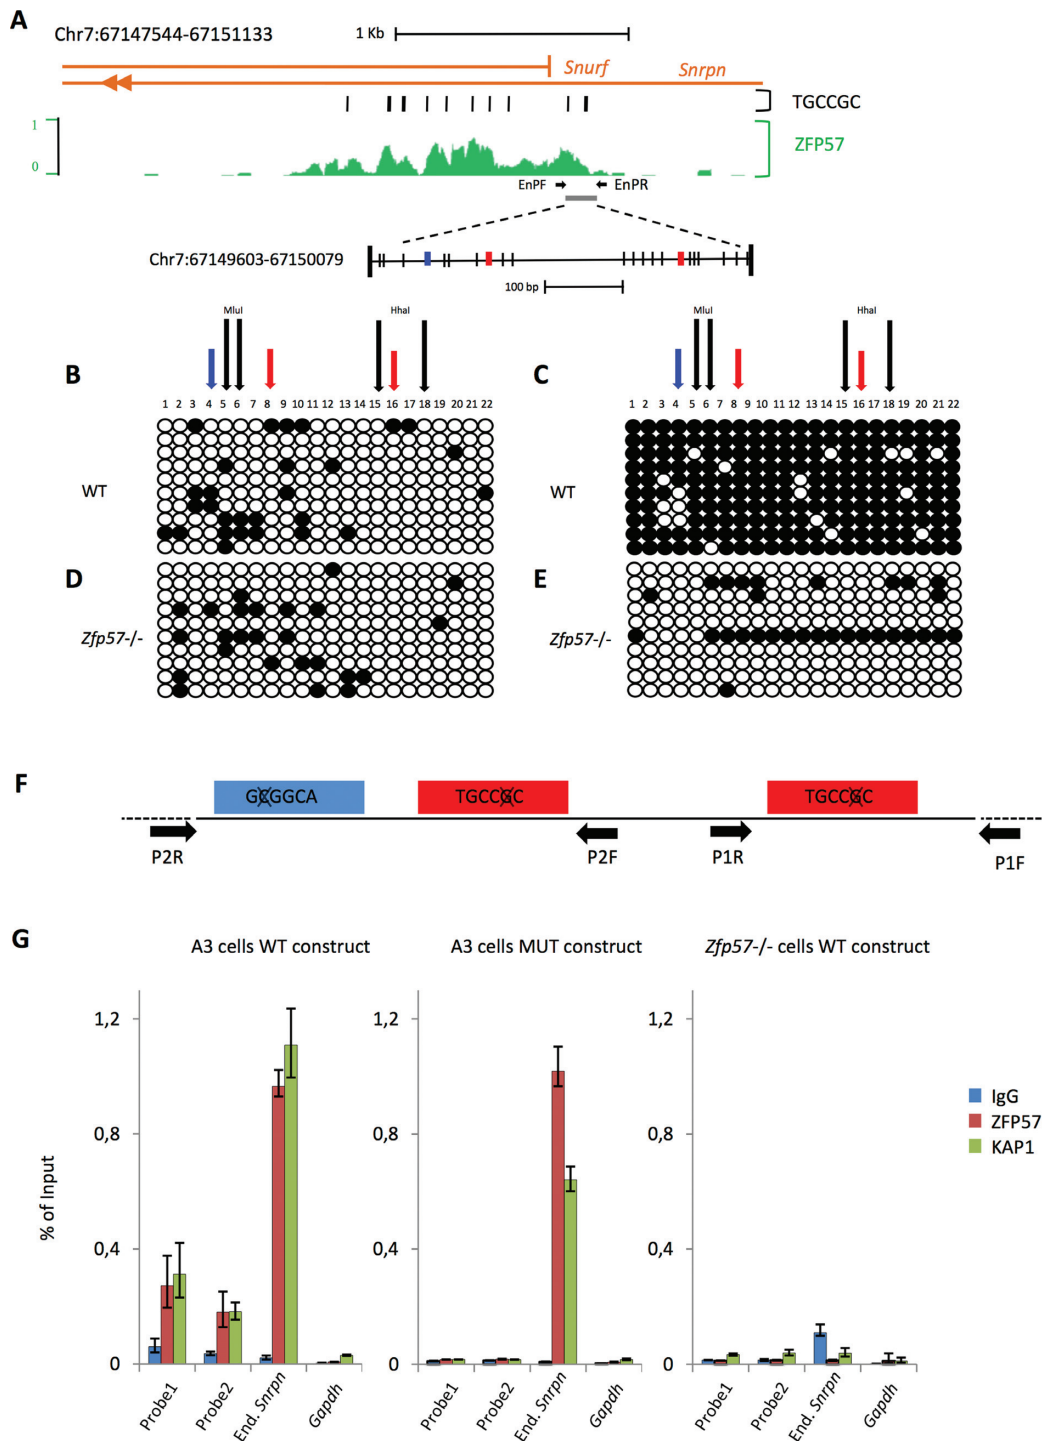 A
Chr7:67147544-67151133
1 Kb
Snurf
Snrpn
TGCCGC
1
0
ZFP57
EnPF
EnPR
Chr7:67149603-67150079
100 bp
MluI
HhaI
B
1 2 3 4 5 6 7 8 9 10 11 12 13 14 15 16 17 18 19 20 21 22
WT
MluI
HhaI
C
1 2 3 4 5 6 7 8 9 10 11 12 13 14 15 16 17 18 19 20 21 22
WT
D
Zfp57-/-
E
Zfp57-/-
F
GCGGCA
TGCCGC
TGCCGC
P2R
P2F
P1R
P1F
G
A3 cells WT construct
A3 cells MUT construct
Zfp57-/- cells WT construct
% of Input
1,2
0,8
0,4
0
Probe1
Probe2
End. Snrpn
Gapdh
1,2
0,8
0,4
0
Probe1
Probe2
End. Snrpn
Gapdh
1,2
0,8
0,4
0
Probe1
Probe2
End. Snrpn
Gapdh
IgG
ZFP57
KAP1